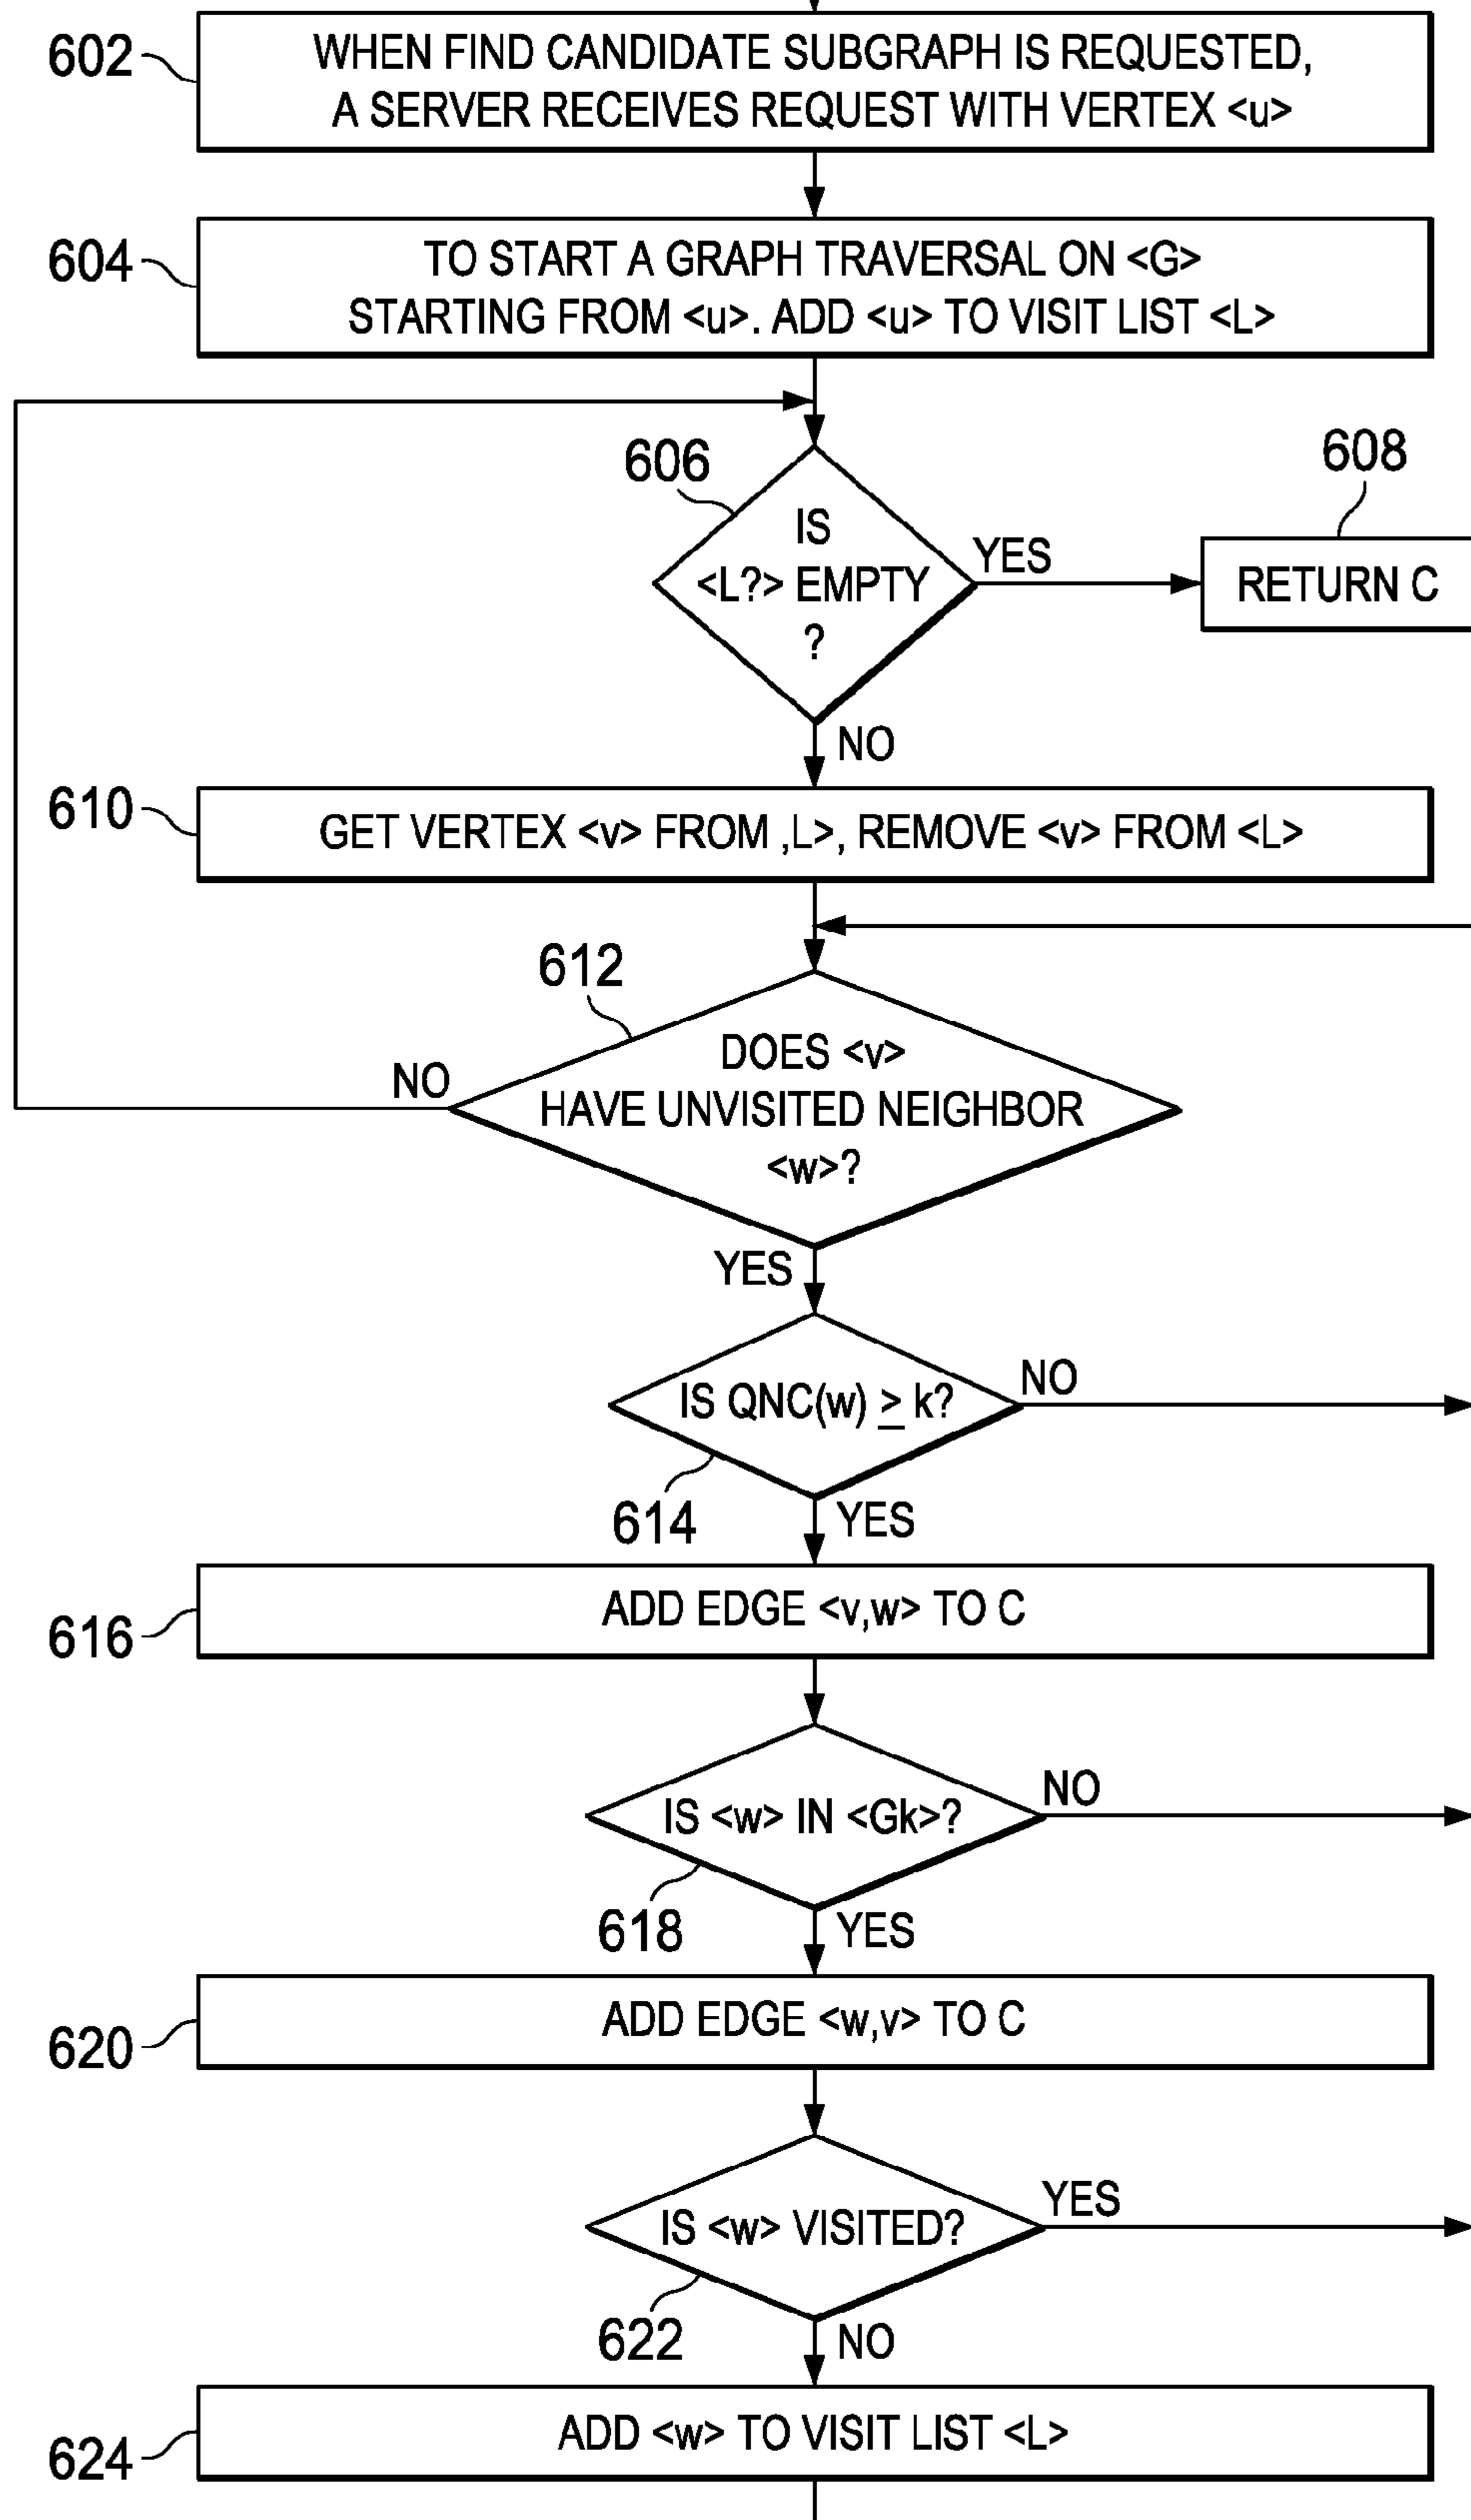 602
WHEN FIND CANDIDATE SUBGRAPH IS REQUESTED,
A SERVER RECEIVES REQUEST WITH VERTEX <u>
604
TO START A GRAPH TRAVERSAL ON <G>
STARTING FROM <u>. ADD <u> TO VISIT LIST <L>
606
IS
<L?> EMPTY
?
YES
608
RETURN C
NO
610
GET VERTEX <v> FROM ,L>, REMOVE <v> FROM <L>
612
DOES <v>
HAVE UNVISITED NEIGHBOR
<w>?
NO
YES
IS QNC(w) ≥ k?
NO
614
YES
616
ADD EDGE <v,w> TO C
IS <w> IN <Gk>?
NO
618
YES
620
ADD EDGE <w,v> TO C
IS <w> VISITED?
YES
622
NO
624
ADD <w> TO VISIT LIST <L>